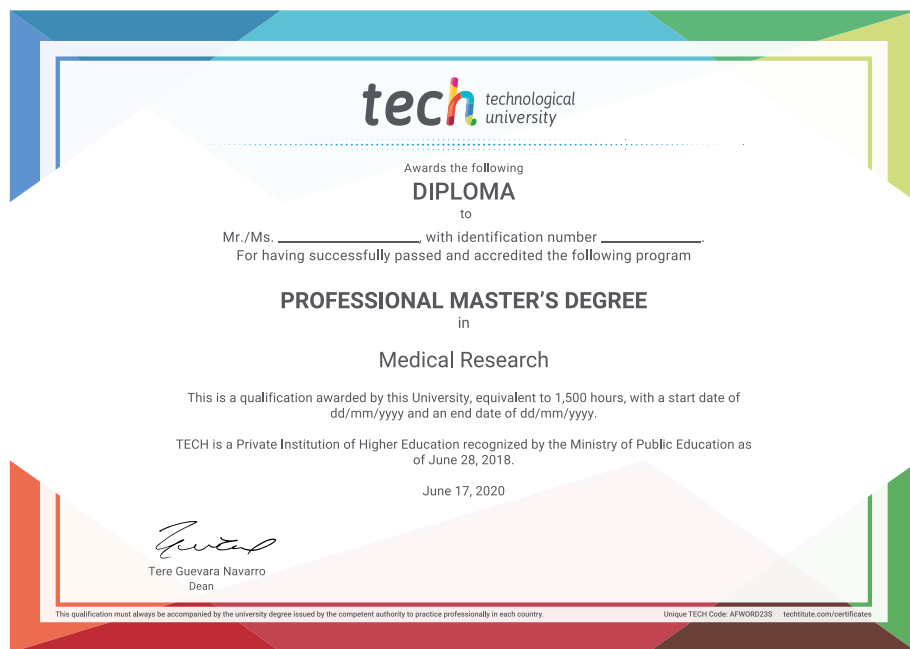 tech technological
university
Awards the following
DIPLOMA
to
Mr./Ms. ____________________, with identification number ______________.
For having successfully passed and accredited the following program
PROFESSIONAL MASTER'S DEGREE
in
Medical Research
This is a qualification awarded by this University, equivalent to 1,500 hours, with a start date of
dd/mm/yyyy and an end date of dd/mm/yyyy.
TECH is a Private Institution of Higher Education recognized by the Ministry of Public Education as
of June 28, 2018.
June 17, 2020
Tere Guevara Navarro
Dean
This qualification must always be accompanied by the university degree issued by the competent authority to practice professionally in each country.
Unique TECH Code: AFWORD23S techtitute.com/certificates